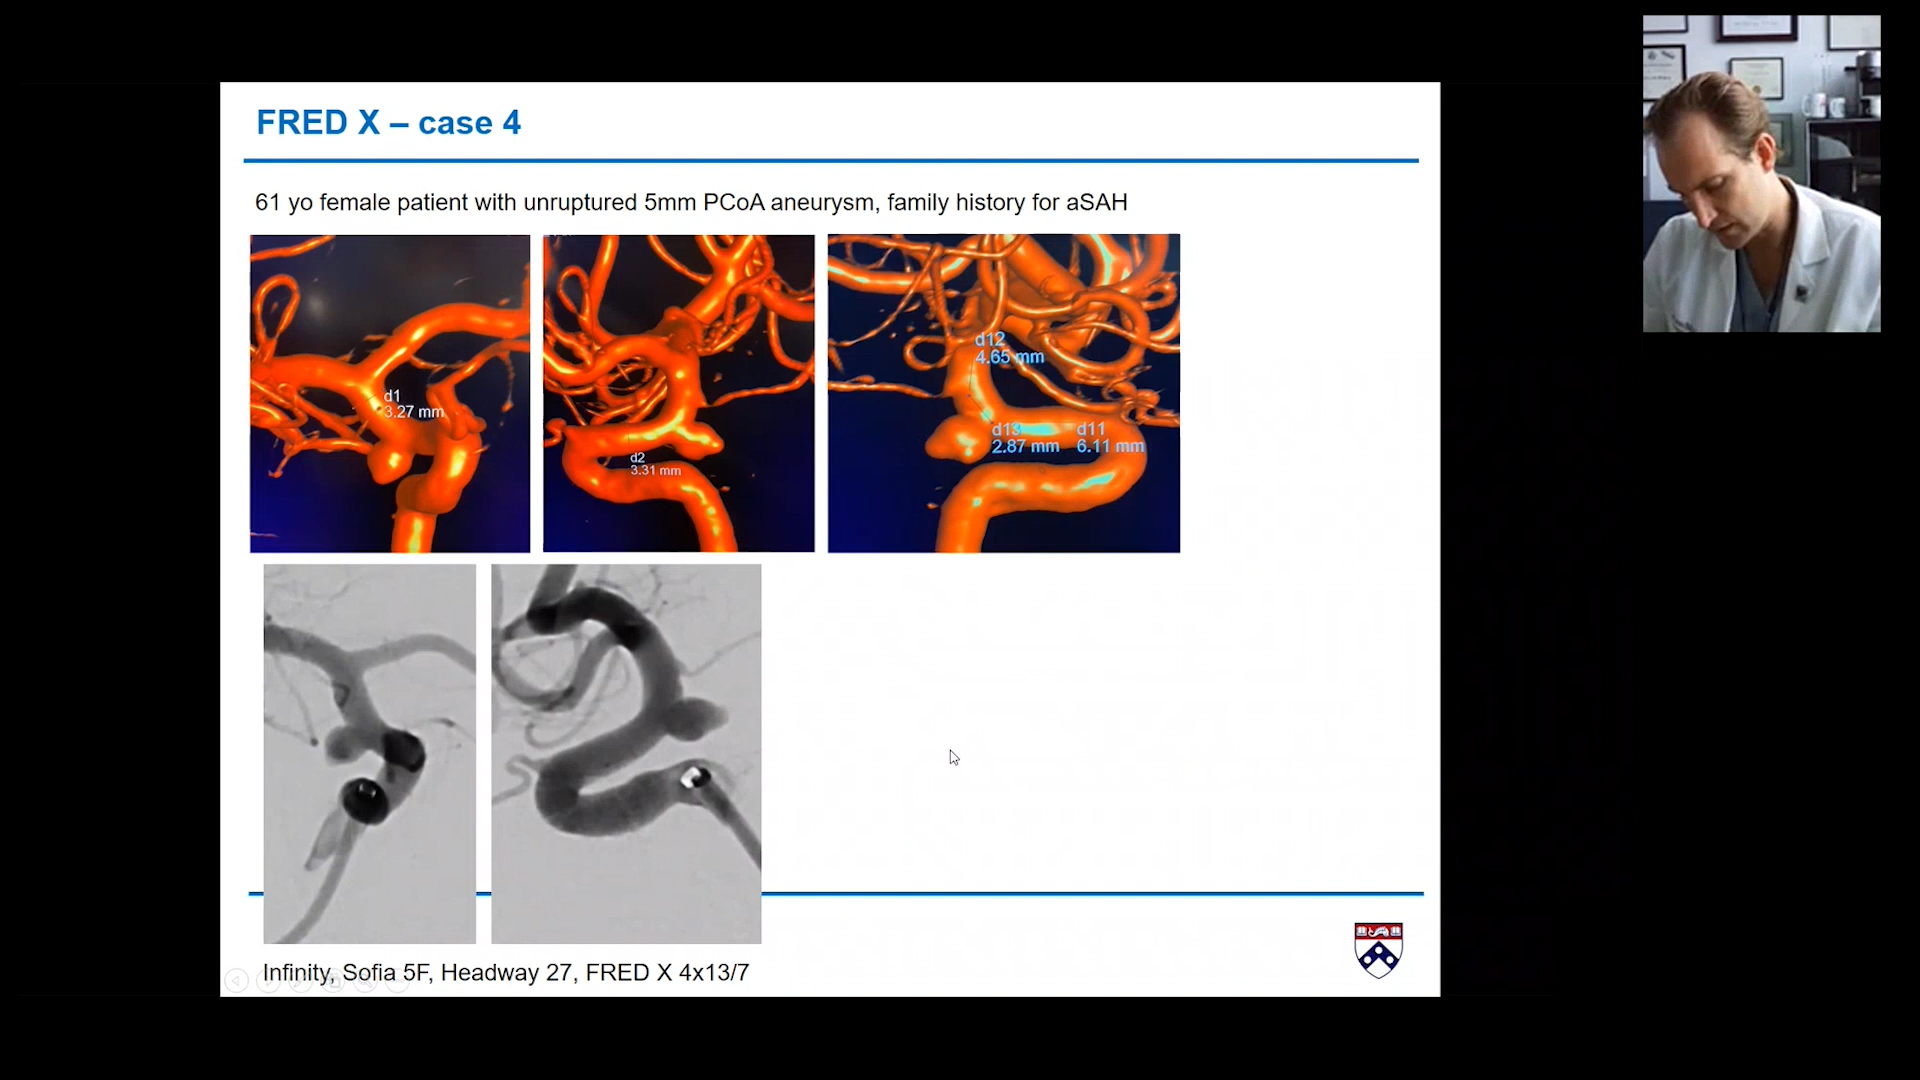 FRED X – case 4
61 yo female patient with unruptured 5mm PCoA aneurysm, family history for aSAH
d1
3.27 mm
d2
3.31 mm
d12
4.65 mm
d13
2.87 mm
d11
6.11 mm
Infinity, Sofia 5F, Headway 27, FRED X 4x13/7